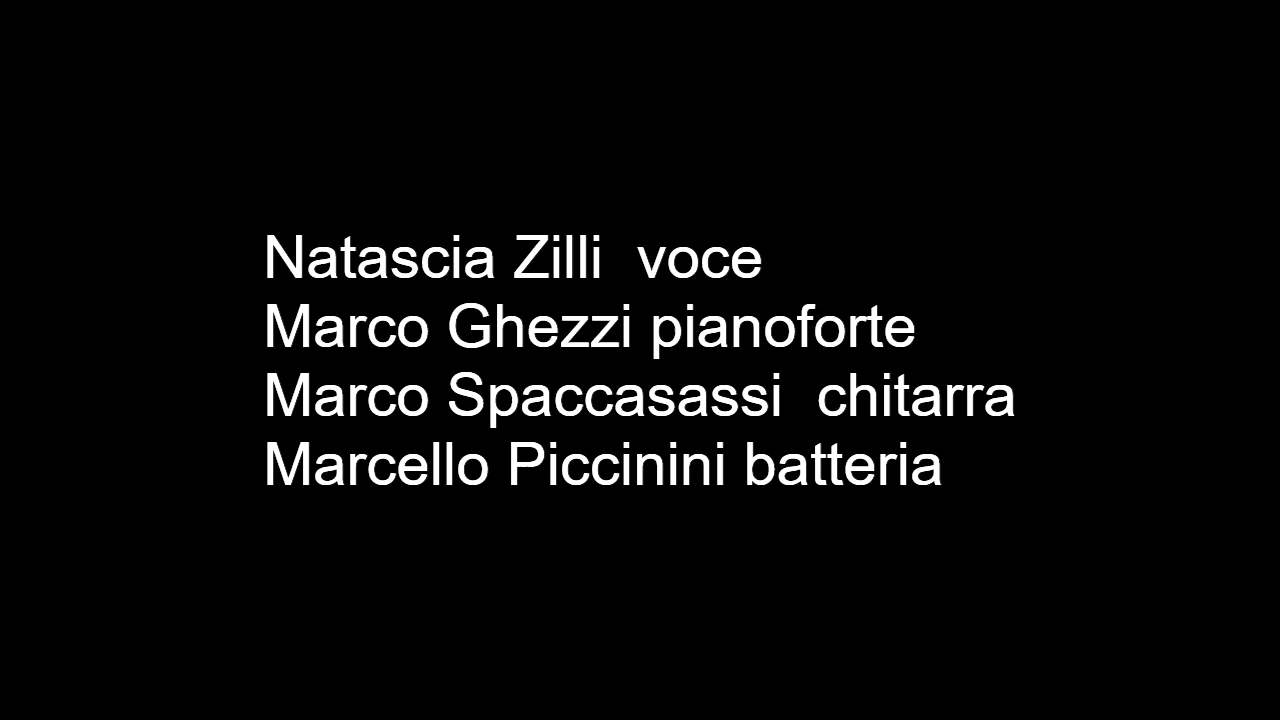 Natascia Zilli  voce
Marco Ghezzi pianoforte
Marco Spaccasassi  chitarra
Marcello Piccinini batteria